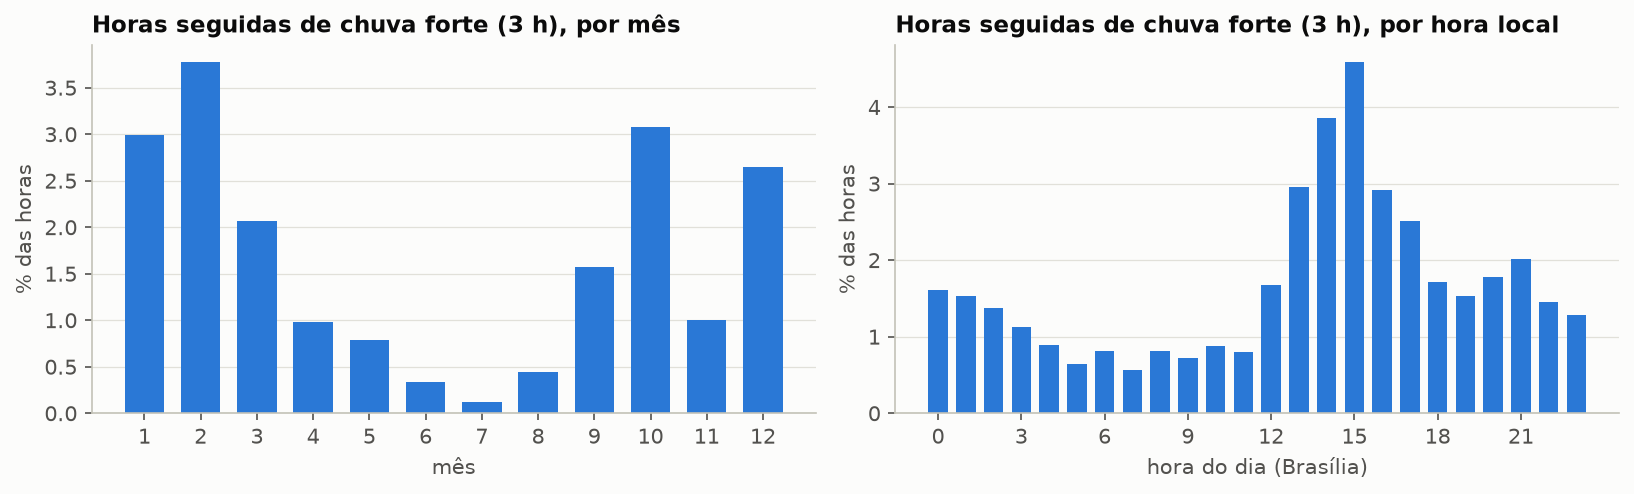 Horas seguidas de chuva forte (3 h), por mês
% das horas
3.5
3.0
2.5
2.0
1.5
1.0
0.5
0.0
1 2 3 4 5 6 7 8 9 10 11 12
mês
Horas seguidas de chuva forte (3 h), por hora local
% das horas
4
3
2
1
0
0 3 6 9 12 15 18 21
hora do dia (Brasília)